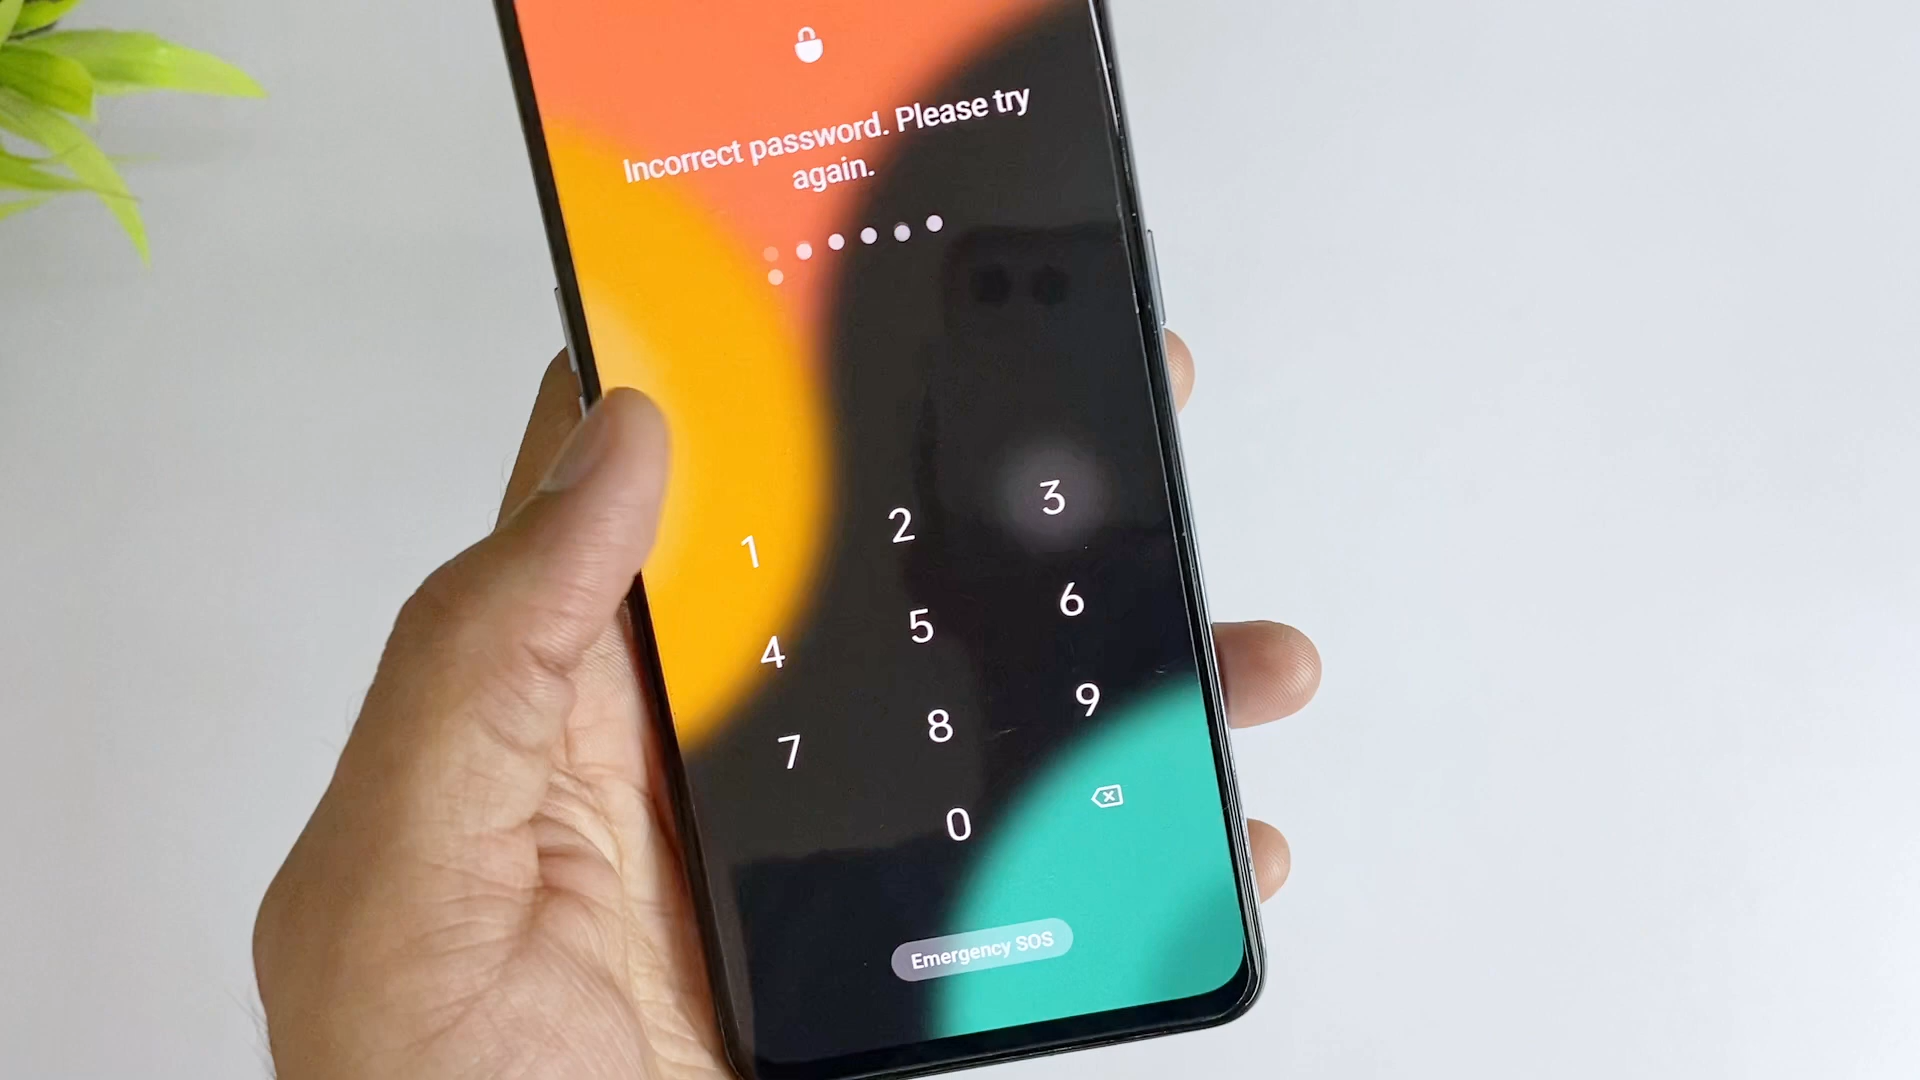 Incorrect password. Please try
again.
1 2 3
4 5 6
7 8 9
0
Emergency SOS